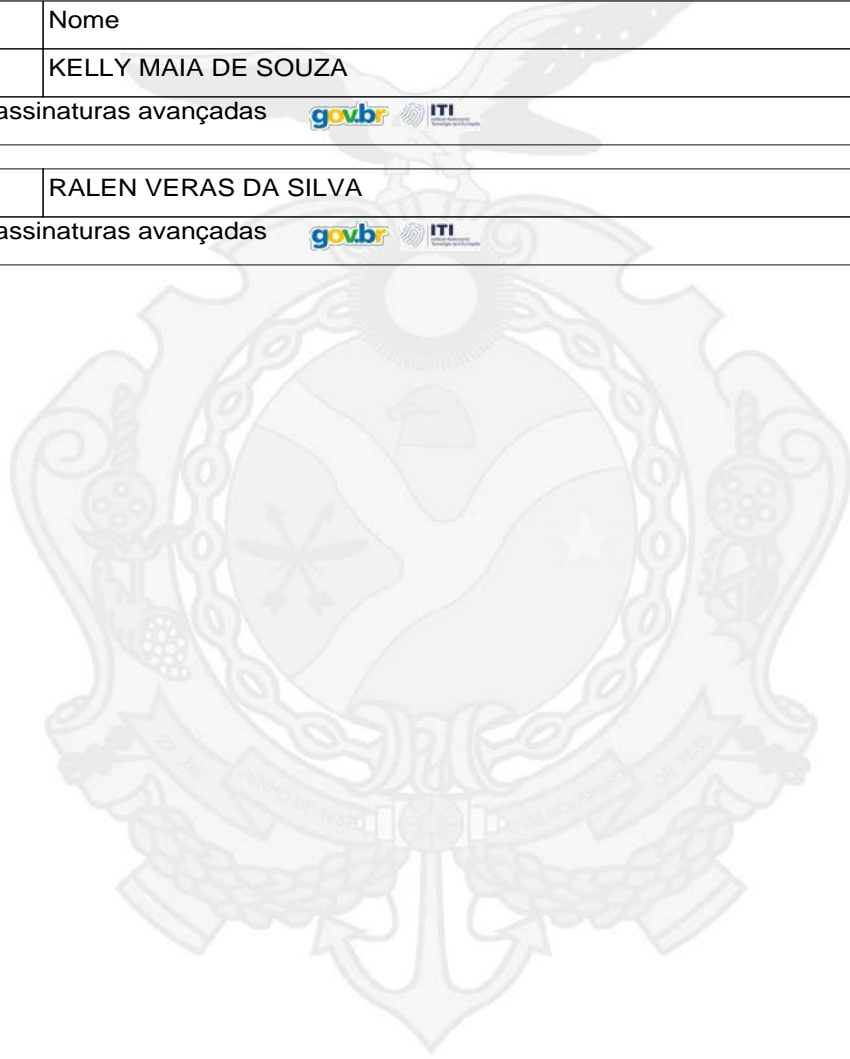 Nome
KELLY MAIA DE SOUZA
assinaturas avançadas gov.br ITI
RALEN VERAS DA SILVA
assinaturas avançadas gov.br ITI